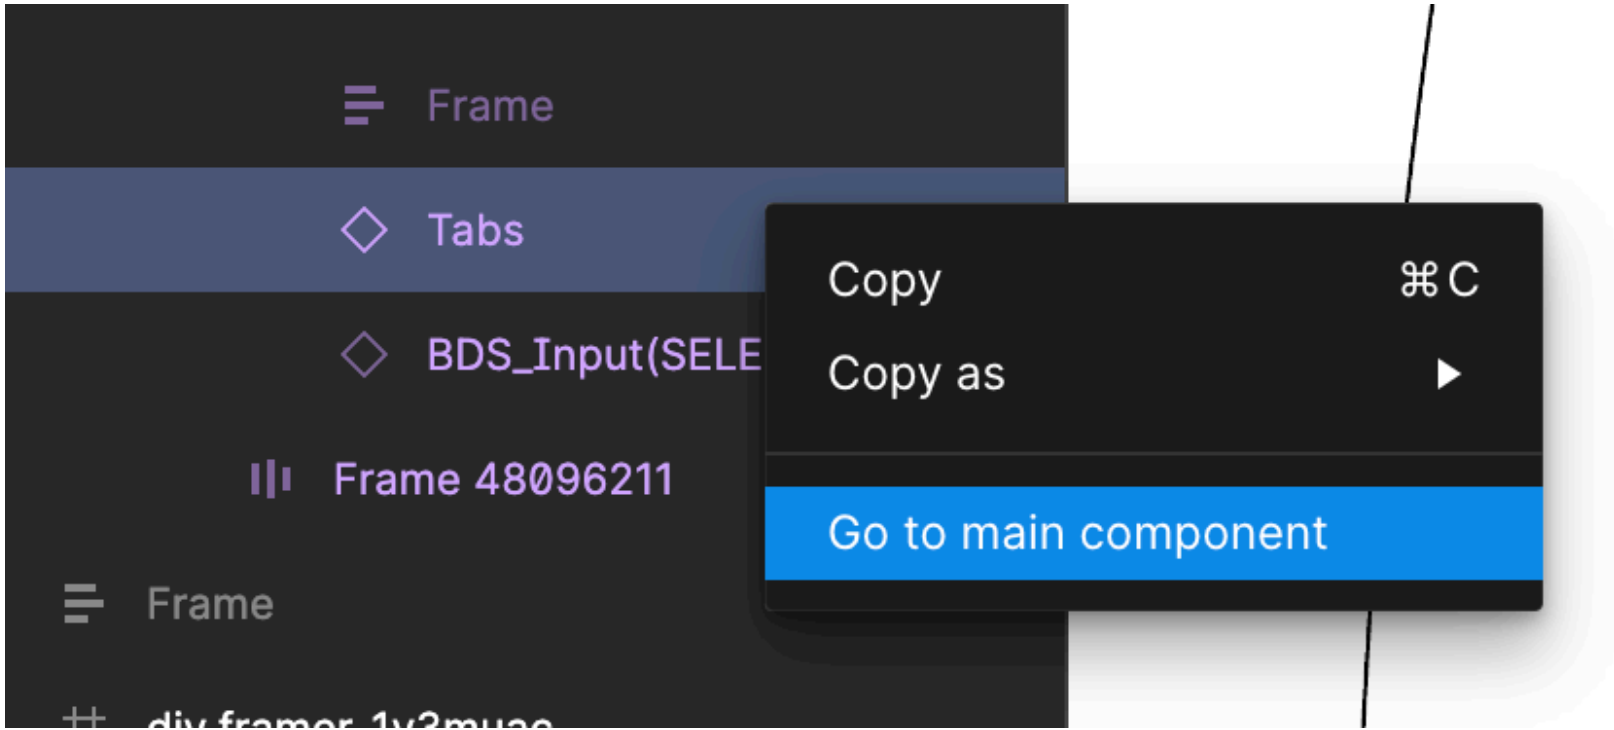 Frame
Tabs
Copy ⌘C
BDS_Input(SELE
Copy as
Frame 48096211
Go to main component
Frame